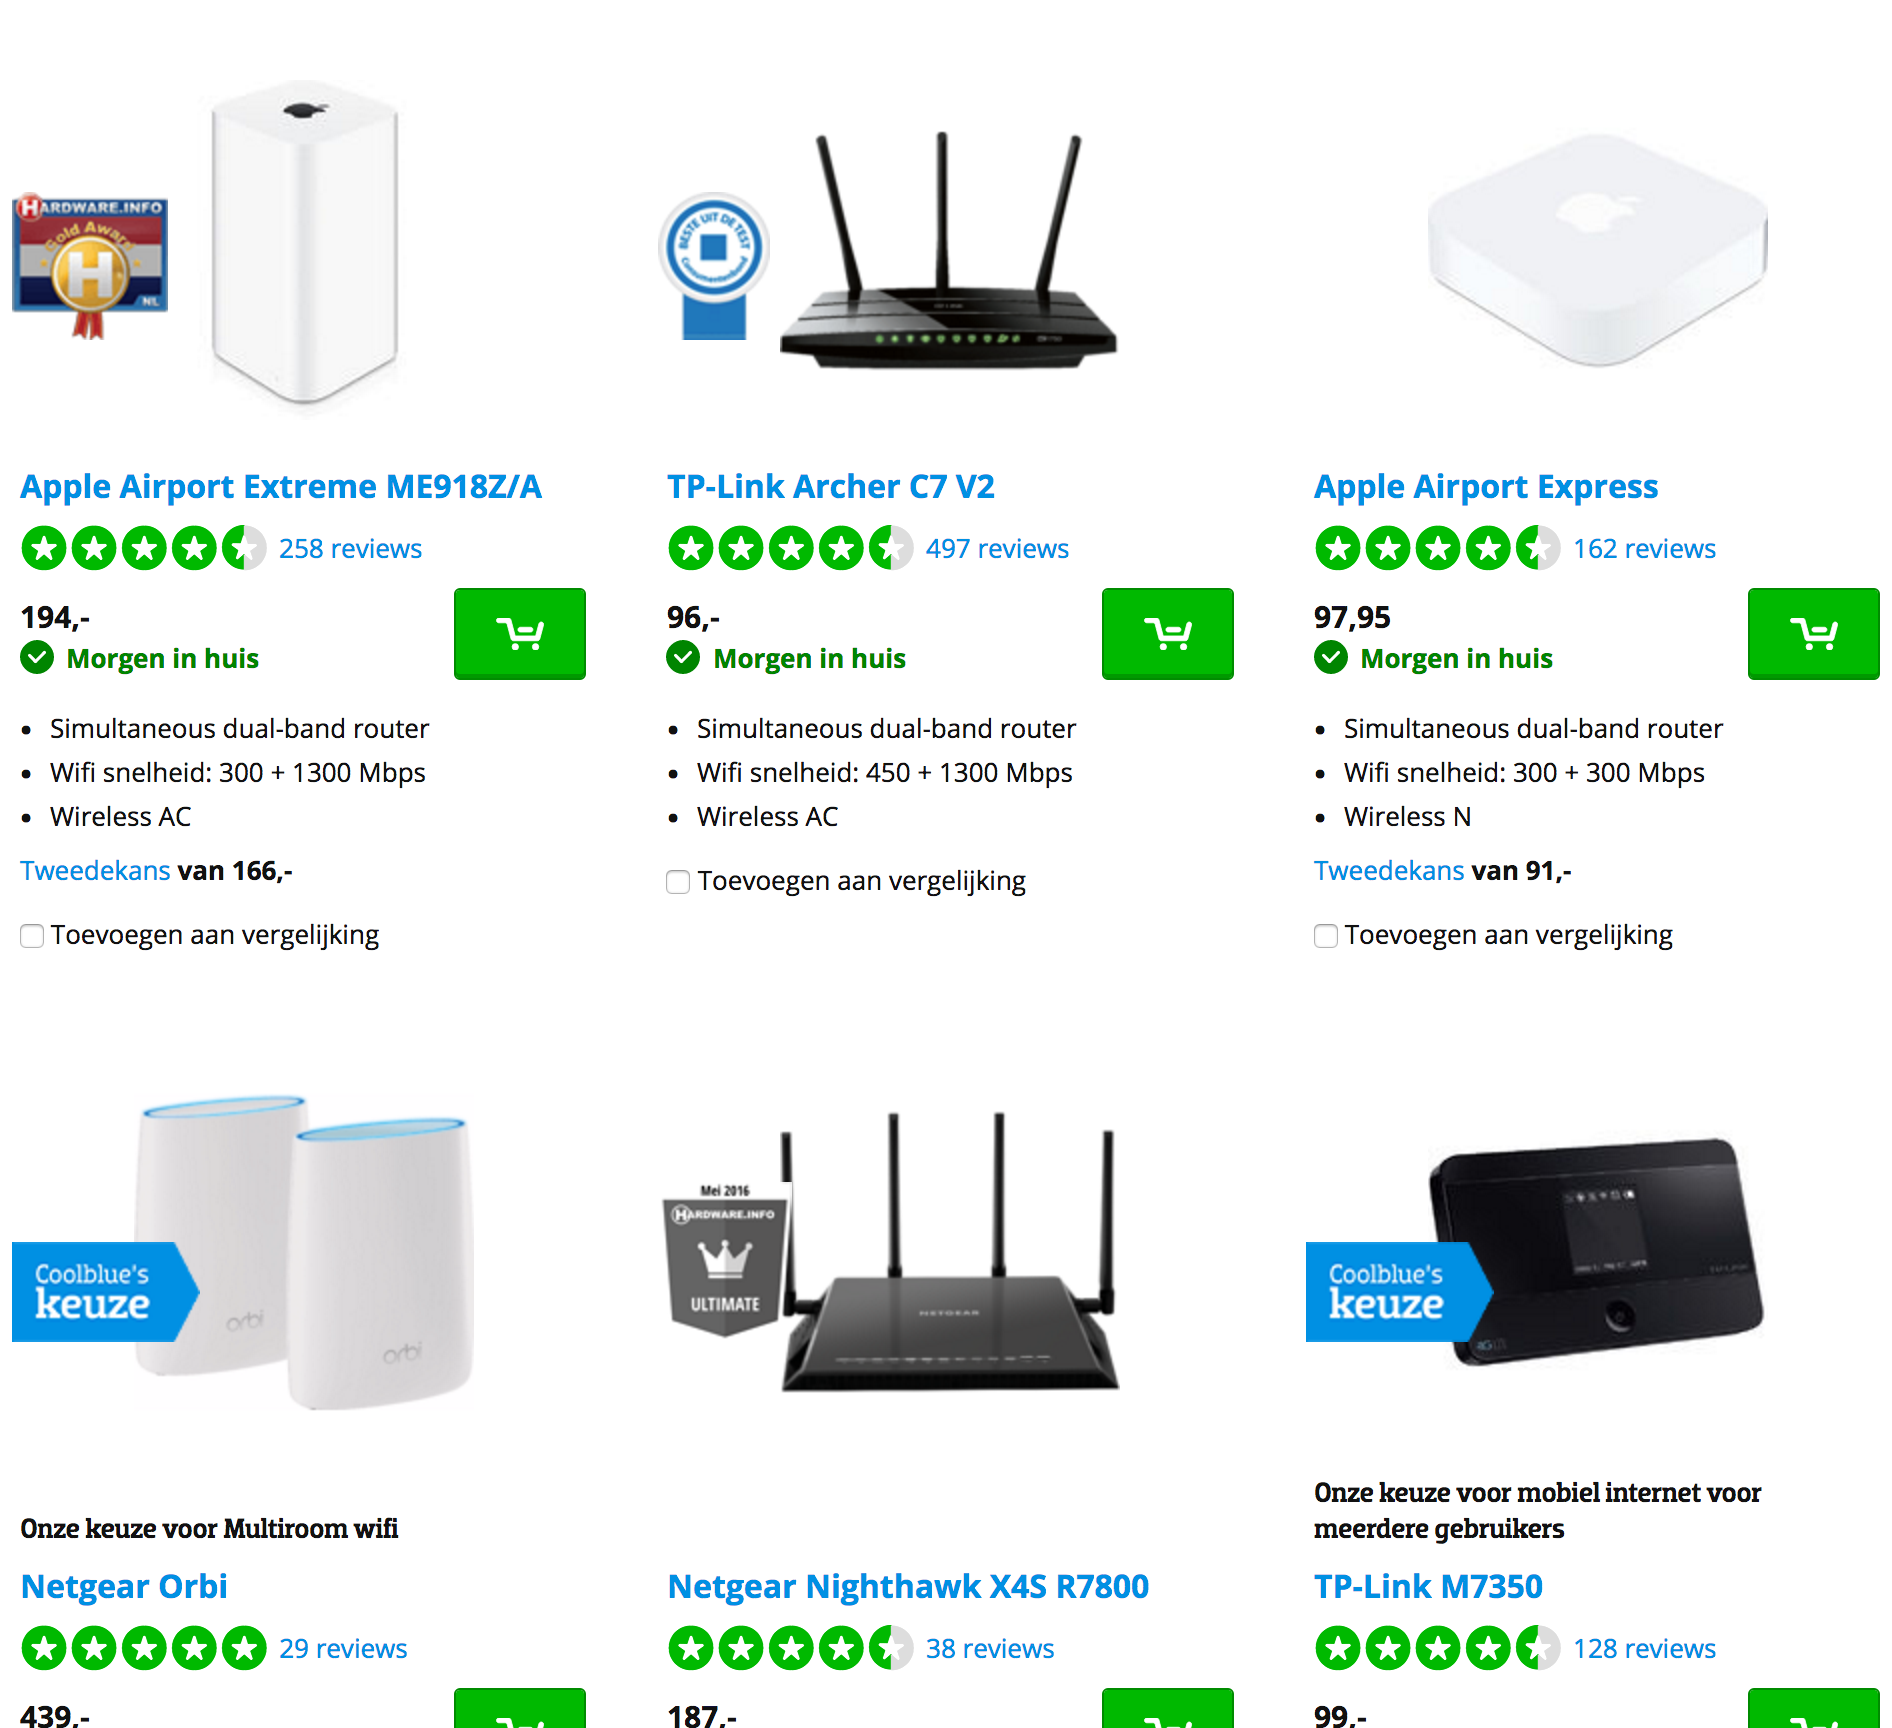 HARDWARE.INFO
Gold Award
H
NL
BESTE UIT DE TEST
Consumentenbond
Apple Airport Extreme ME918Z/A
258 reviews
194,-
Morgen in huis
• Simultaneous dual-band router
• Wifi snelheid: 300 + 1300 Mbps
• Wireless AC
Tweedekans van 166,-
Toevoegen aan vergelijking
TP-Link Archer C7 V2
497 reviews
96,-
Morgen in huis
• Simultaneous dual-band router
• Wifi snelheid: 450 + 1300 Mbps
• Wireless AC
Toevoegen aan vergelijking
Apple Airport Express
162 reviews
97,95
Morgen in huis
• Simultaneous dual-band router
• Wifi snelheid: 300 + 300 Mbps
• Wireless N
Tweedekans van 91,-
Toevoegen aan vergelijking
Coolblue's
keuze
orbi
orbi
Onze keuze voor Multiroom wifi
Netgear Orbi
29 reviews
439,-
Mei 2016
HARDWARE.INFO
ULTIMATE
NETGEAR
Netgear Nighthawk X4S R7800
38 reviews
187,-
Coolblue's
keuze
4G LTE
Onze keuze voor mobiel internet voor
meerdere gebruikers
TP-Link M7350
128 reviews
99,-